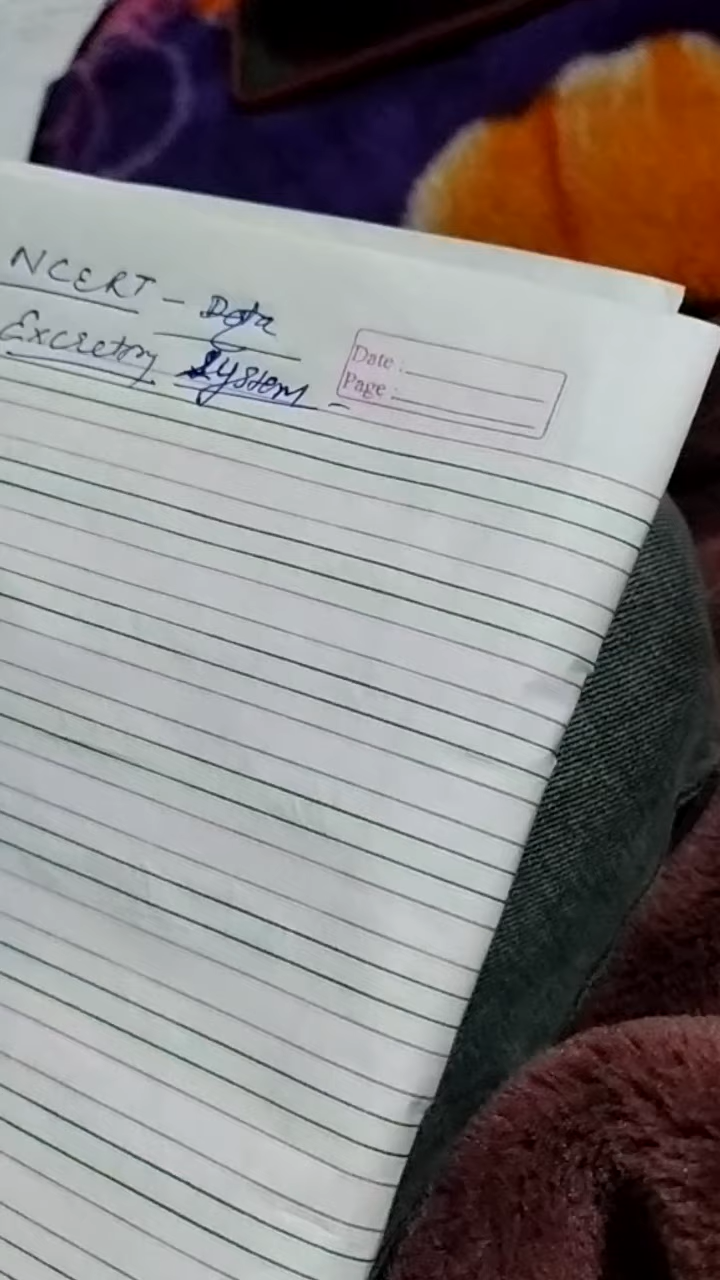 NCERT - Data
Excretory System -
Date :
Page :